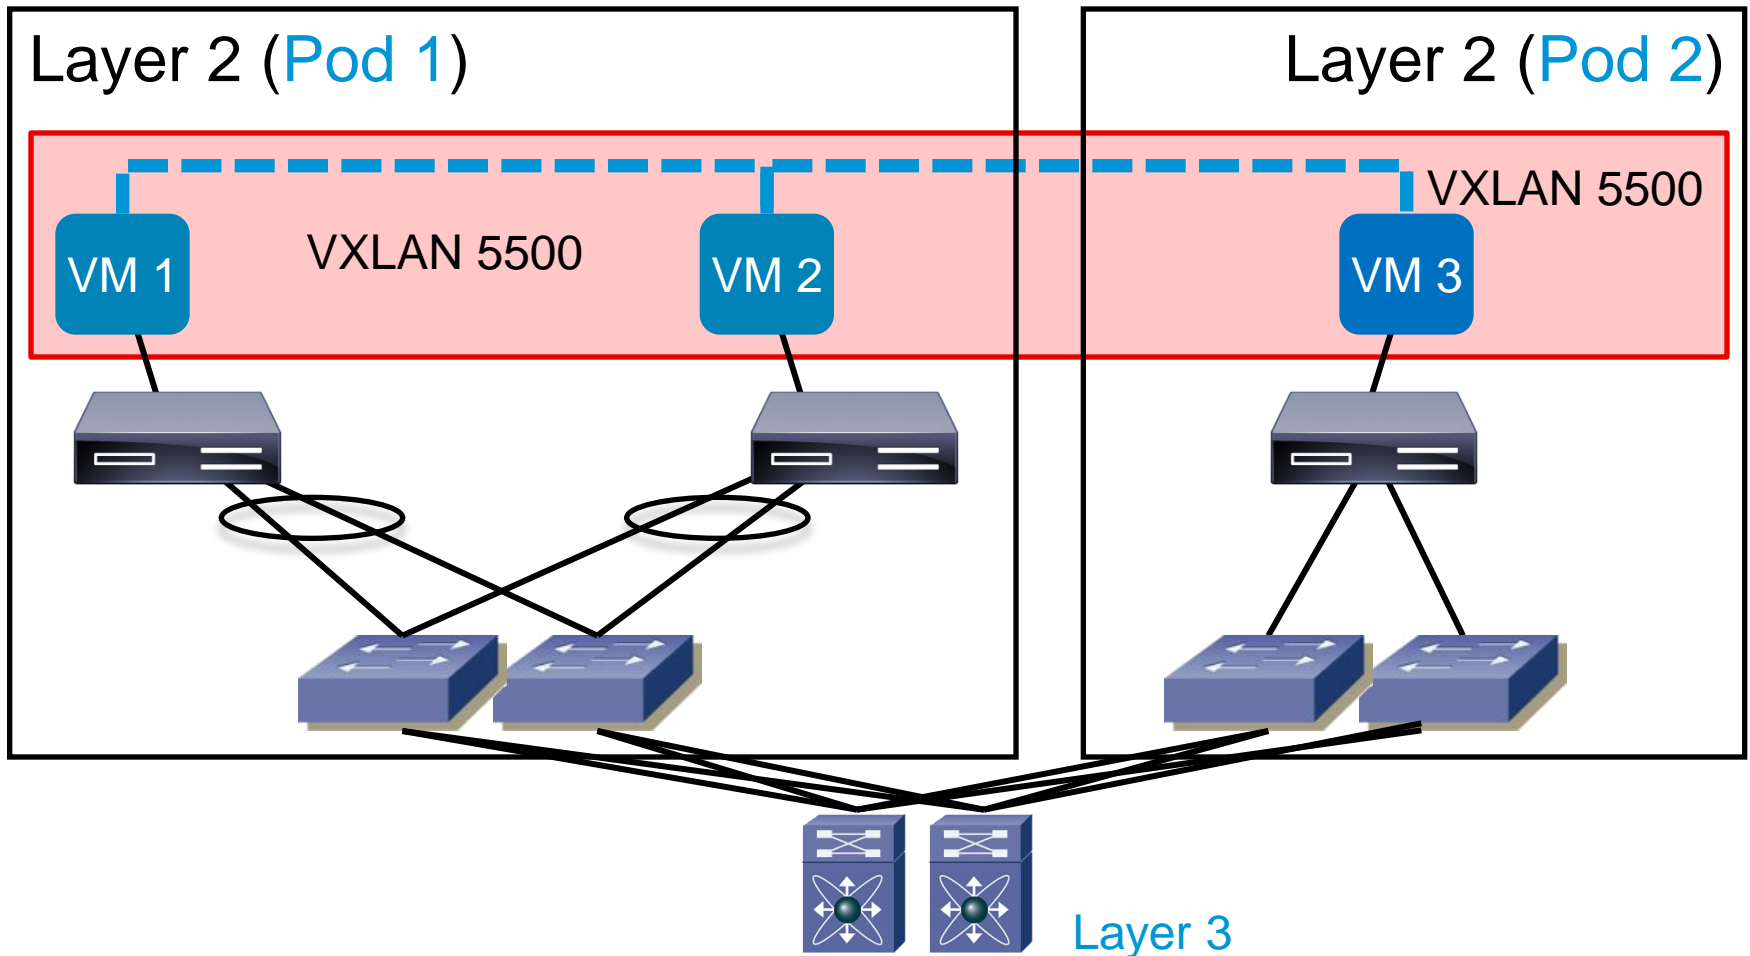 Layer 2 (Pod 1)
Layer 2 (Pod 2)
VXLAN 5500
VXLAN 5500
VM 1
VM 2
VM 3
Layer 3